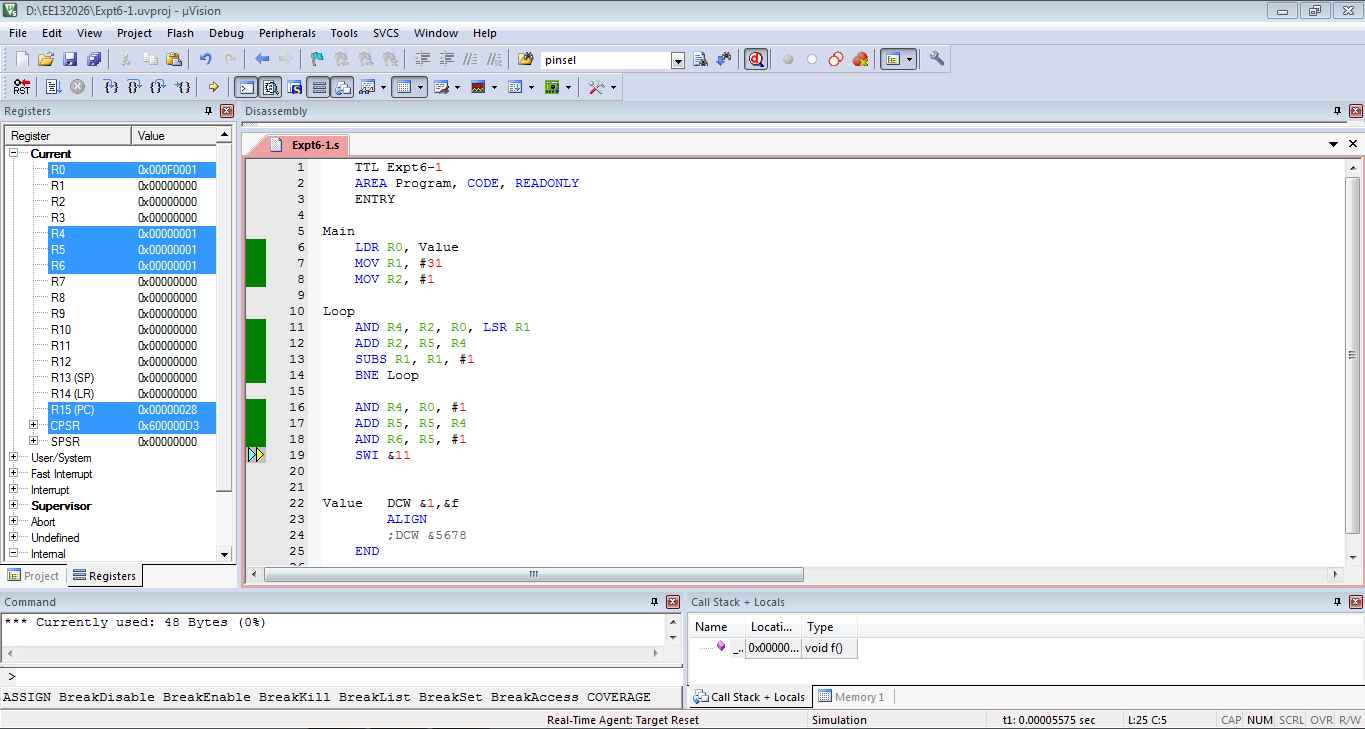 D:\EE132026\Expt6-1.uvproj - µVision
File Edit View Project Flash Debug Peripherals Tools SVCS Window Help
pinsel
RST
Registers
Disassembly
Register Value
Current
R0 0x000F0001
R1 0x00000000
R2 0x00000000
R3 0x00000000
R4 0x00000001
R5 0x00000001
R6 0x00000001
R7 0x00000000
R8 0x00000000
R9 0x00000000
R10 0x00000000
R11 0x00000000
R12 0x00000000
R13 (SP) 0x00000000
R14 (LR) 0x00000000
R15 (PC) 0x00000028
CPSR 0x600000D3
SPSR 0x00000000
User/System
Fast Interrupt
Interrupt
Supervisor
Abort
Undefined
Internal
Project Registers
Expt6-1.s
1 TTL Expt6-1
2 AREA Program, CODE, READONLY
3 ENTRY
4
5 Main
6 LDR R0, Value
7 MOV R1, #31
8 MOV R2, #1
9
10 Loop
11 AND R4, R2, R0, LSR R1
12 ADD R2, R5, R4
13 SUBS R1, R1, #1
14 BNE Loop
15
16 AND R4, R0, #1
17 ADD R5, R5, R4
18 AND R6, R5, #1
19 SWI &11
20
21
22 Value DCW &1,&f
23 ALIGN
24 ;DCW &5678
25 END
Command
*** Currently used: 48 Bytes (0%)
>
ASSIGN BreakDisable BreakEnable BreakKill BreakList BreakSet BreakAccess COVERAGE
Call Stack + Locals
Name Locati... Type
_... 0x00000... void f()
Call Stack + Locals Memory 1
Real-Time Agent: Target Reset Simulation t1: 0.00005575 sec L:25 C:5 CAP NUM SCRL OVR R/W